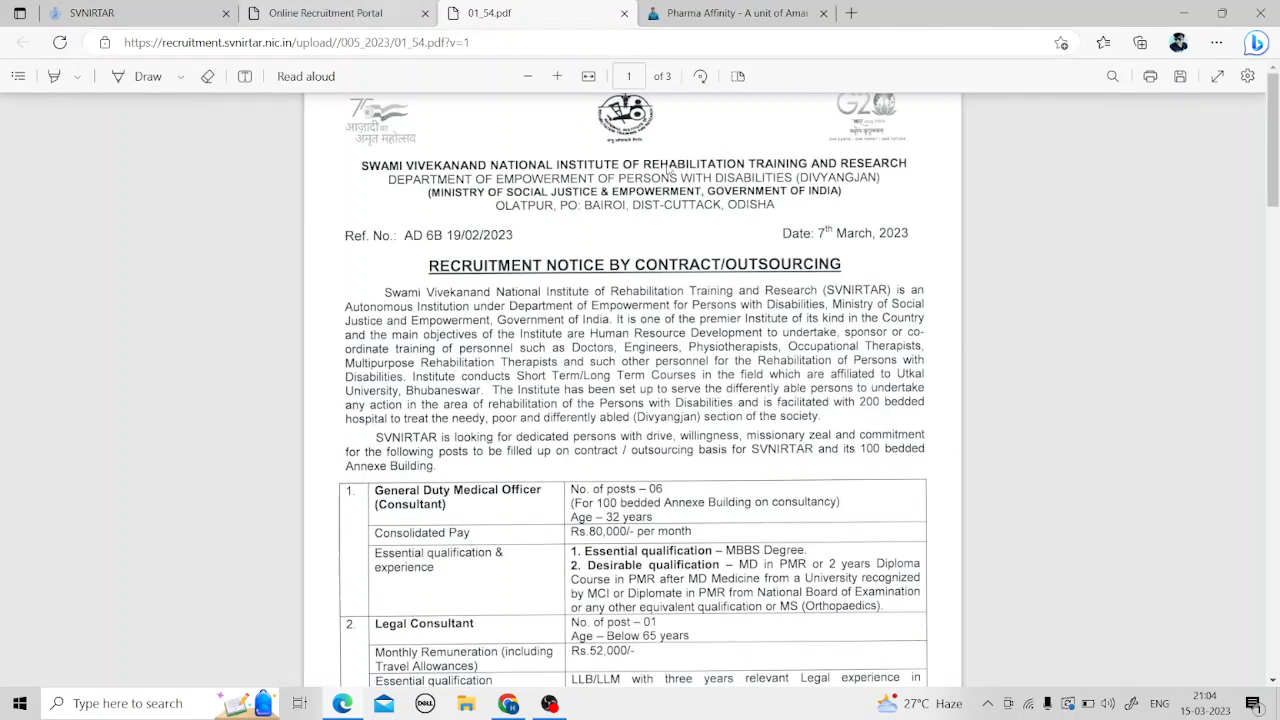 SVNIRTAR
Online Recruitment Portal
01_54.pdf
Pharma Affinity - A unit of Aman
https://recruitment.svnirtar.nic.in/upload//005_2023/01_54.pdf?v=1
Draw
Read aloud
1 of 3
75
G20
आज़ादी का
अमृत महोत्सव
SWAMI VIVEKANAND NATIONAL INSTITUTE OF REHABILITATION TRAINING AND RESEARCH
DEPARTMENT OF EMPOWERMENT OF PERSONS WITH DISABILITIES (DIVYANGJAN)
(MINISTRY OF SOCIAL JUSTICE & EMPOWERMENT, GOVERNMENT OF INDIA)
OLATPUR, PO: BAIROI, DIST-CUTTACK, ODISHA
Ref. No.: AD 6B 19/02/2023
Date: 7th March, 2023
RECRUITMENT NOTICE BY CONTRACT/OUTSOURCING
Swami Vivekanand National Institute of Rehabilitation Training and Research (SVNIRTAR) is an
Autonomous Institution under Department of Empowerment for Persons with Disabilities, Ministry of Social
Justice and Empowerment, Government of India. It is one of the premier Institute of its kind in the Country
and the main objectives of the Institute are Human Resource Development to undertake, sponsor or co-
ordinate training of personnel such as Doctors, Engineers, Physiotherapists, Occupational Therapists,
Multipurpose Rehabilitation Therapists and such other personnel for the Rehabilitation of Persons with
Disabilities. Institute conducts Short Term/Long Term Courses in the field which are affiliated to Utkal
University, Bhubaneswar. The Institute has been set up to serve the differently able persons to undertake
any action in the area of rehabilitation of the Persons with Disabilities and is facilitated with 200 bedded
hospital to treat the needy, poor and differently abled (Divyangjan) section of the society.
SVNIRTAR is looking for dedicated persons with drive, willingness, missionary zeal and commitment
for the following posts to be filled up on contract / outsourcing basis for SVNIRTAR and its 100 bedded
Annexe Building.
1. General Duty Medical Officer
(Consultant)
No. of posts – 06
(For 100 bedded Annexe Building on consultancy)
Age – 32 years
Consolidated Pay
Rs.80,000/- per month
Essential qualification &
experience
1. Essential qualification – MBBS Degree.
2. Desirable qualification – MD in PMR or 2 years Diploma
Course in PMR after MD Medicine from a University recognized
by MCI or Diplomate in PMR from National Board of Examination
or any other equivalent qualification or MS (Orthopaedics).
2. Legal Consultant
No. of post – 01
Age – Below 65 years
Monthly Remuneration (including
Travel Allowances)
Rs.52,000/-
Essential qualification
LLB/LLM with three years relevant Legal experience in
Type here to search
DELL
27°C Haze
ENG
21:04
15-03-2023